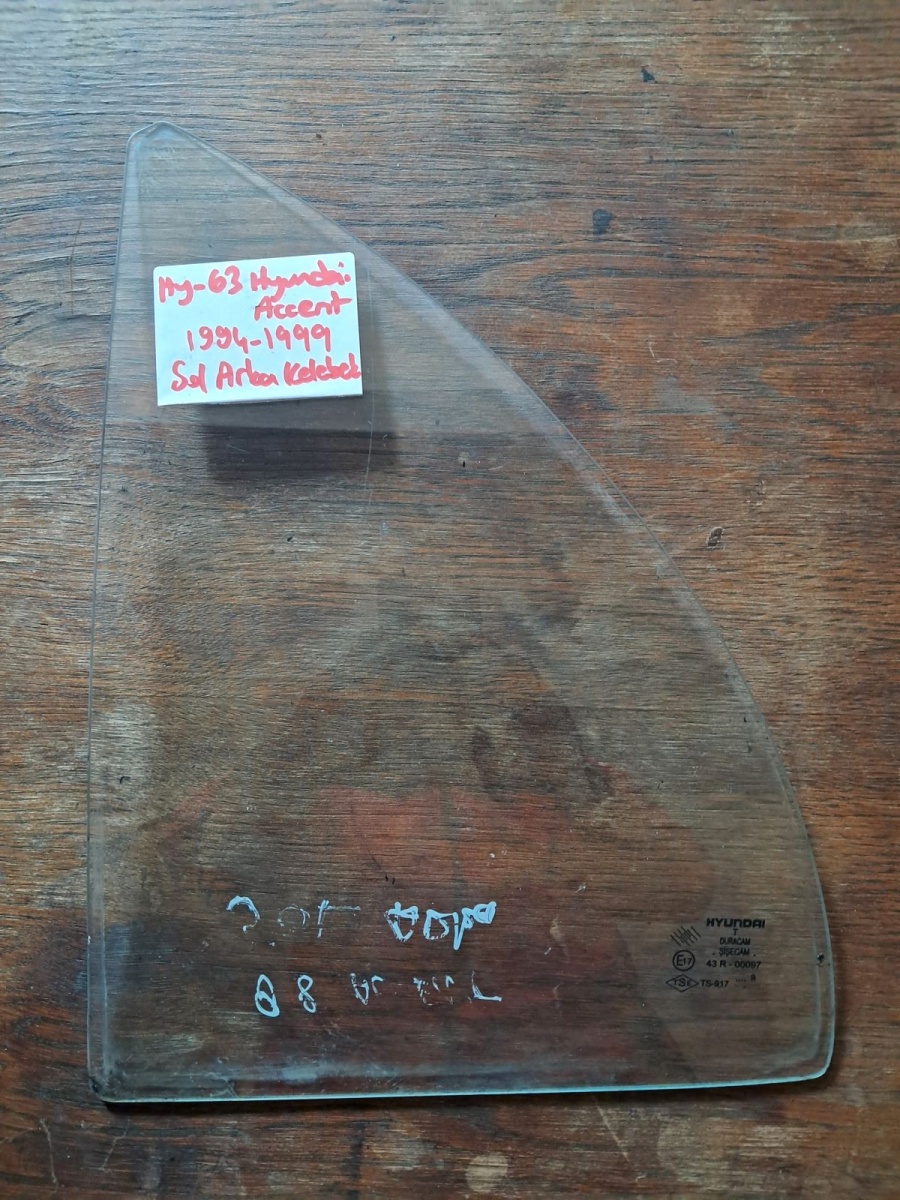 Hy-63 Hyundai
Accent
1994-1999
Sol Arka Kelebek
HYUNDAI
T
DURACAM
ŞİŞECAM
E17 43 R - 00097
TSE TS-917